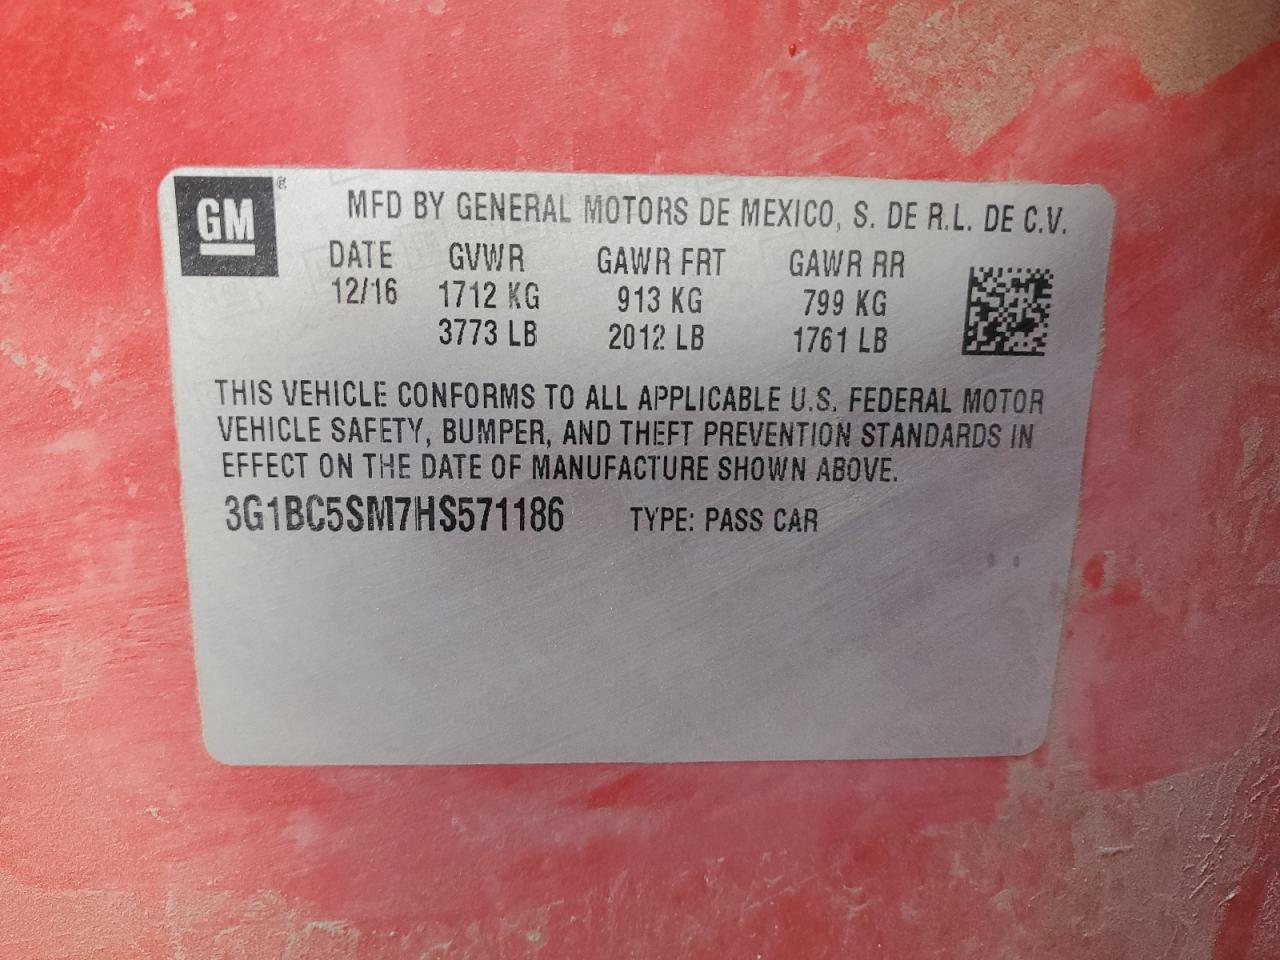 GM®
MFD BY GENERAL MOTORS DE MEXICO, S. DE R.L. DE C.V.
DATE GVWR GAWR FRT GAWR RR
12/16 1712 KG 913 KG 799 KG
3773 LB 2012 LB 1761 LB
THIS VEHICLE CONFORMS TO ALL APPLICABLE U.S. FEDERAL MOTOR
VEHICLE SAFETY, BUMPER, AND THEFT PREVENTION STANDARDS IN
EFFECT ON THE DATE OF MANUFACTURE SHOWN ABOVE.
3G1BC5SM7HS571186 TYPE: PASS CAR